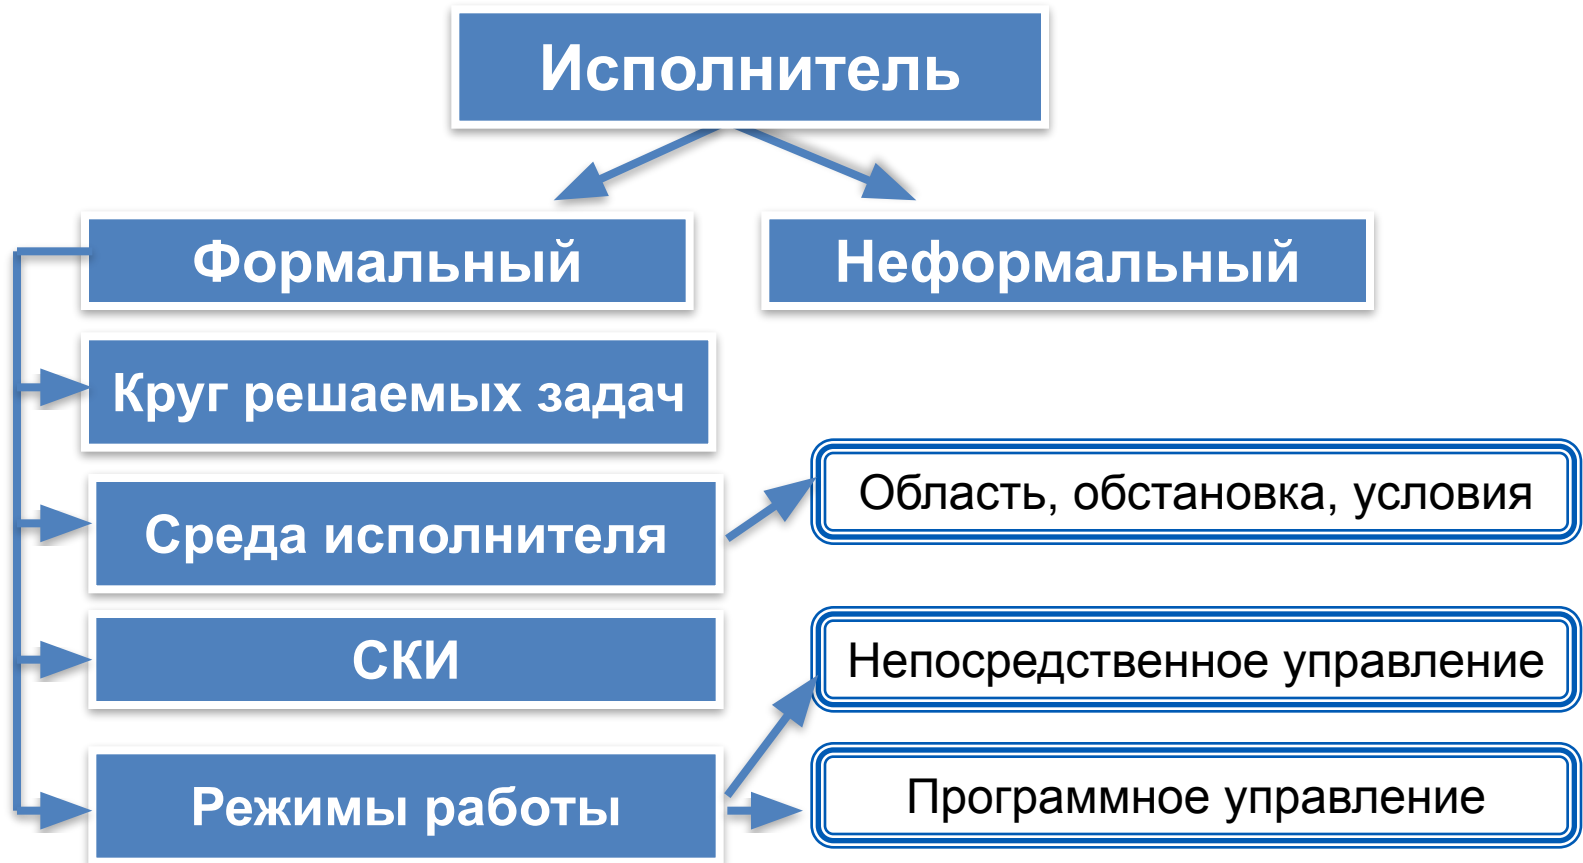 Исполнитель
Формальный
Неформальный
Круг решаемых задач
Среда исполнителя
Область, обстановка, условия
СКИ
Непосредственное управление
Режимы работы
Программное управление